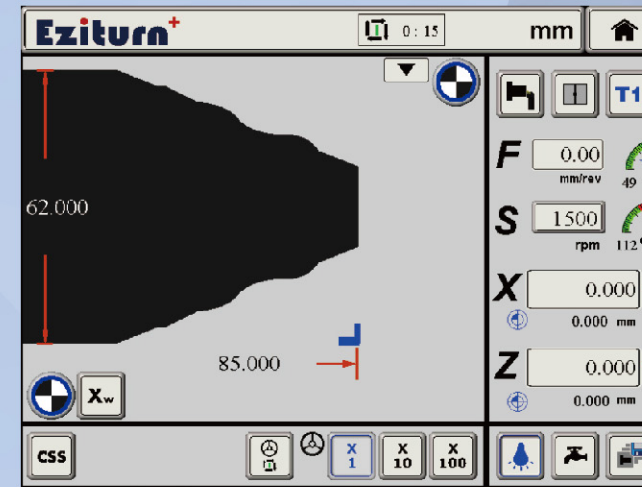 Eziturn+
0:15
mm
T1
62.000
85.000
F
0.00
mm/rev
49
S
1500
rpm
112
X
0.000
0.000 mm
Z
0.000
0.000 mm
Xw
CSS
X
1
X
10
X
100